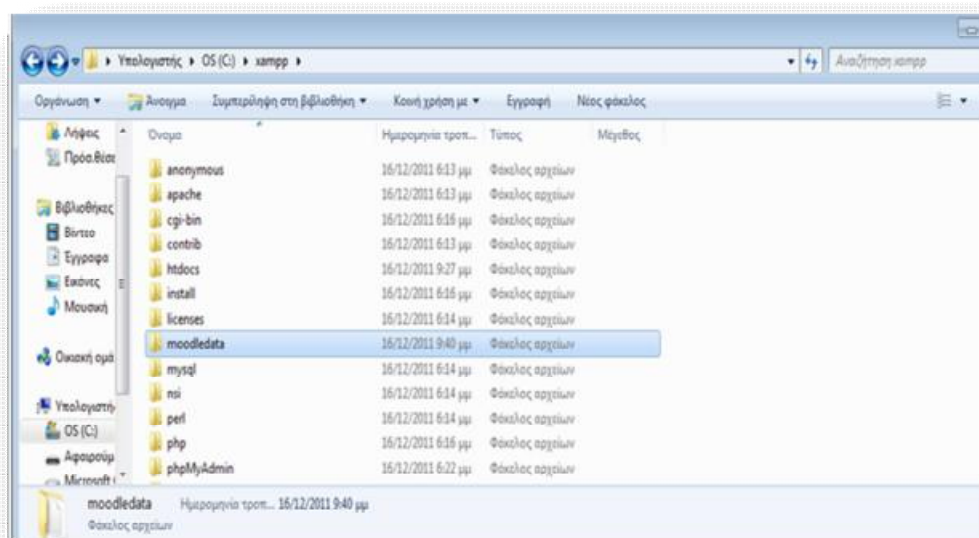 Υπολογιστής ▸ OS (C:) ▸ xampp ▸
Αναζήτηση xampp
Οργάνωση Άνοιγμα Συμπερίληψη στη βιβλιοθήκη Κοινή χρήση με Εγγραφή Νέος φάκελος
Λήψεις
Πρόσ.θέσε
Βιβλιοθήκες
Βίντεο
Έγγραφα
Εικόνες
Μουσική
Οικιακή ομά
Υπολογιστή
OS (C:)
Αφαιρούμ
Microsoft
Όνομα Ημερομηνία τροπ... Τύπος Μέγεθος
anonymous 16/12/2011 6:13 μμ Φάκελος αρχείων
apache 16/12/2011 6:13 μμ Φάκελος αρχείων
cgi-bin 16/12/2011 6:16 μμ Φάκελος αρχείων
contrib 16/12/2011 6:13 μμ Φάκελος αρχείων
htdocs 16/12/2011 9:27 μμ Φάκελος αρχείων
install 16/12/2011 6:16 μμ Φάκελος αρχείων
licenses 16/12/2011 6:14 μμ Φάκελος αρχείων
moodledata 16/12/2011 9:40 μμ Φάκελος αρχείων
mysql 16/12/2011 6:14 μμ Φάκελος αρχείων
nsi 16/12/2011 6:14 μμ Φάκελος αρχείων
perl 16/12/2011 6:14 μμ Φάκελος αρχείων
php 16/12/2011 6:16 μμ Φάκελος αρχείων
phpMyAdmin 16/12/2011 6:22 μμ Φάκελος αρχείων
moodledata Ημερομηνία τροπ... 16/12/2011 9:40 μμ
Φάκελος αρχείων